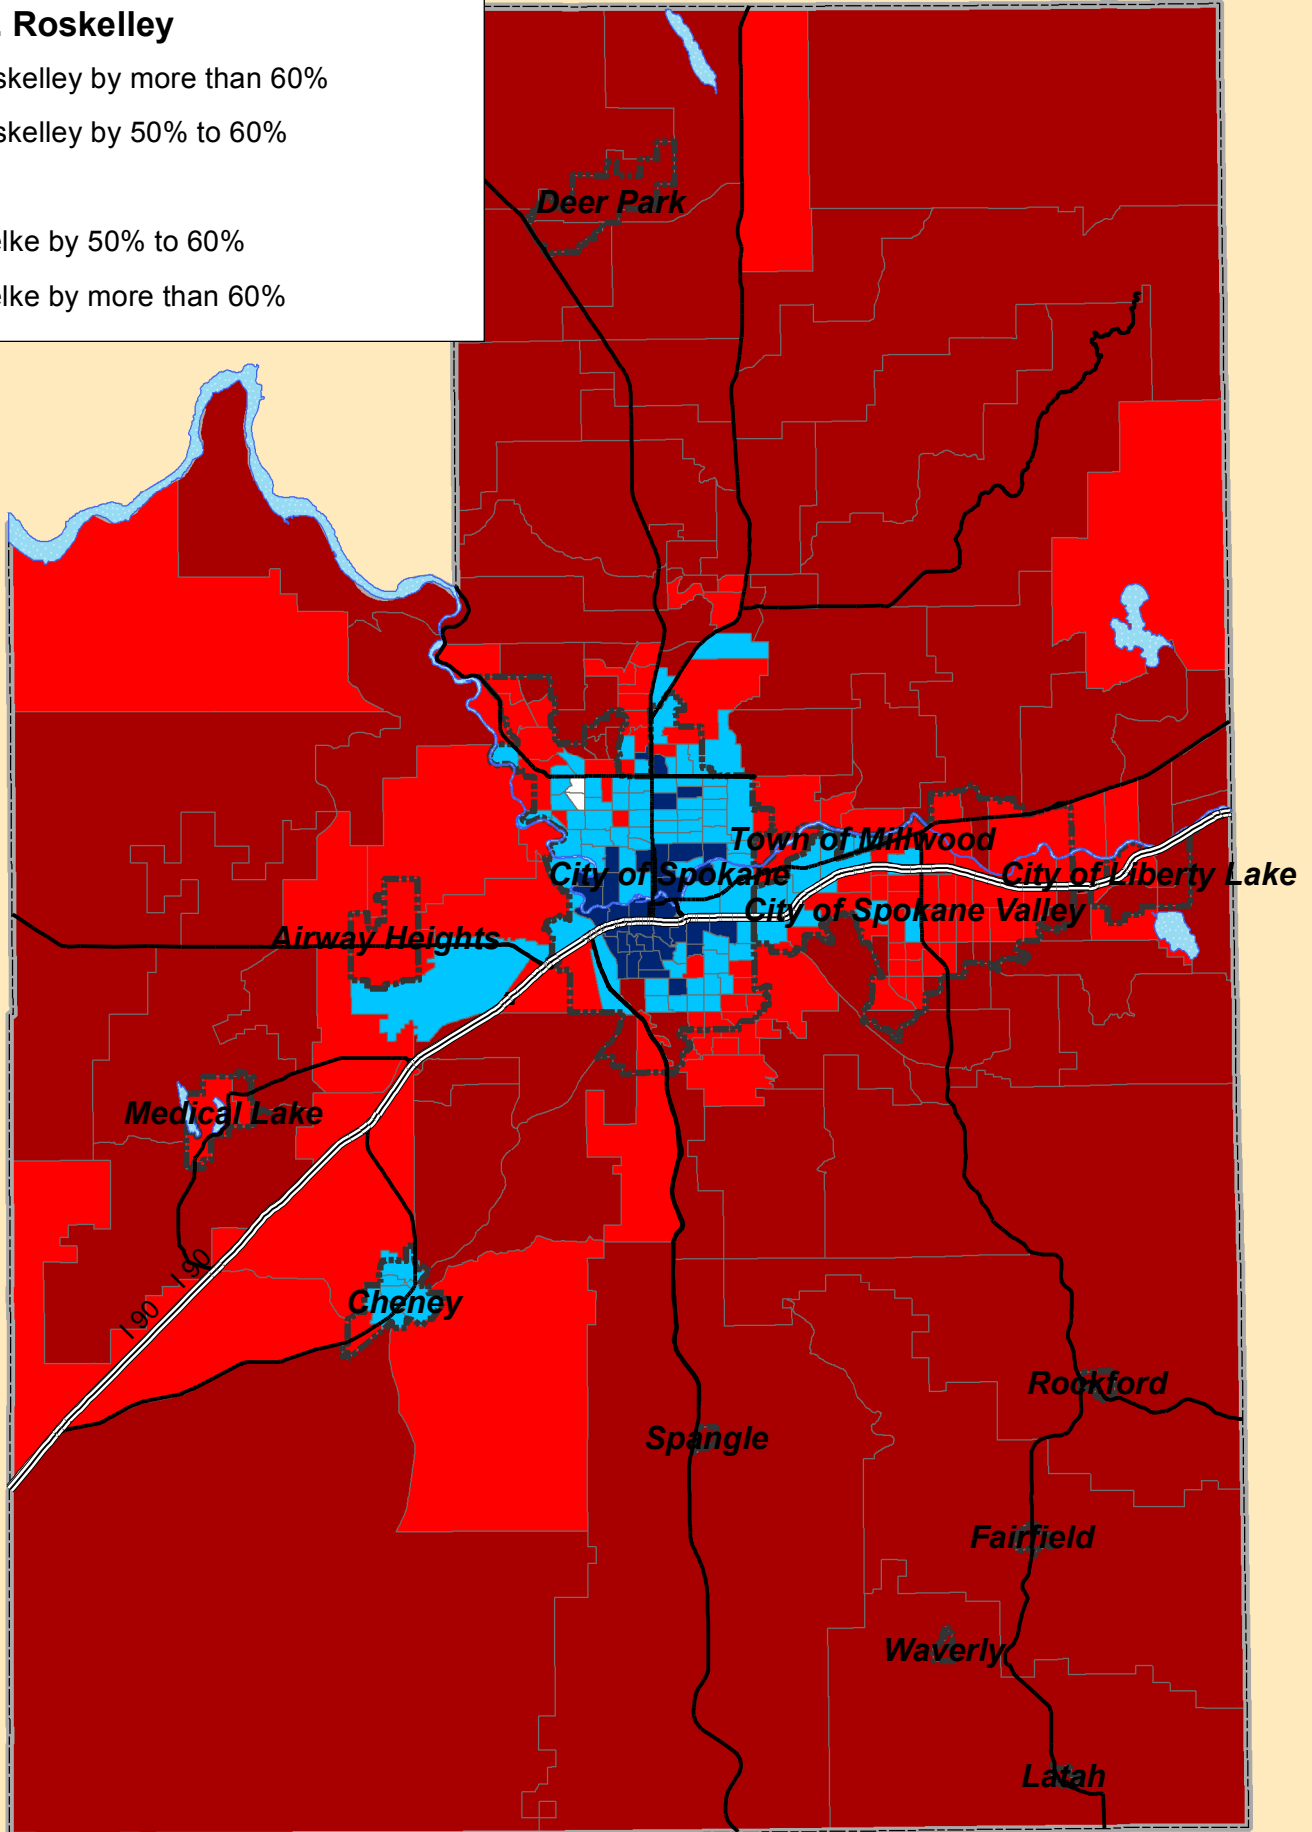 . Roskelley
skelley by more than 60%
skelley by 50% to 60%
elke by 50% to 60%
elke by more than 60%
Deer Park
Town of Millwood
City of Spokane
City of Liberty Lake
City of Spokane Valley
Airway Heights
Medical Lake
I 90
I 90
Cheney
Rockford
Spangle
Fairfield
Waverly
Latah